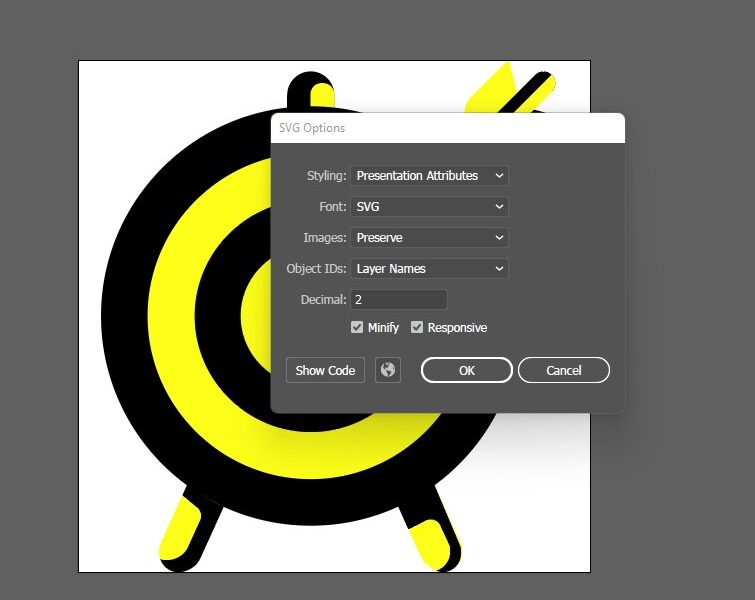 SVG Options
Styling: Presentation Attributes
Font: SVG
Images: Preserve
Object IDs: Layer Names
Decimal: 2
Minify Responsive
Show Code OK Cancel